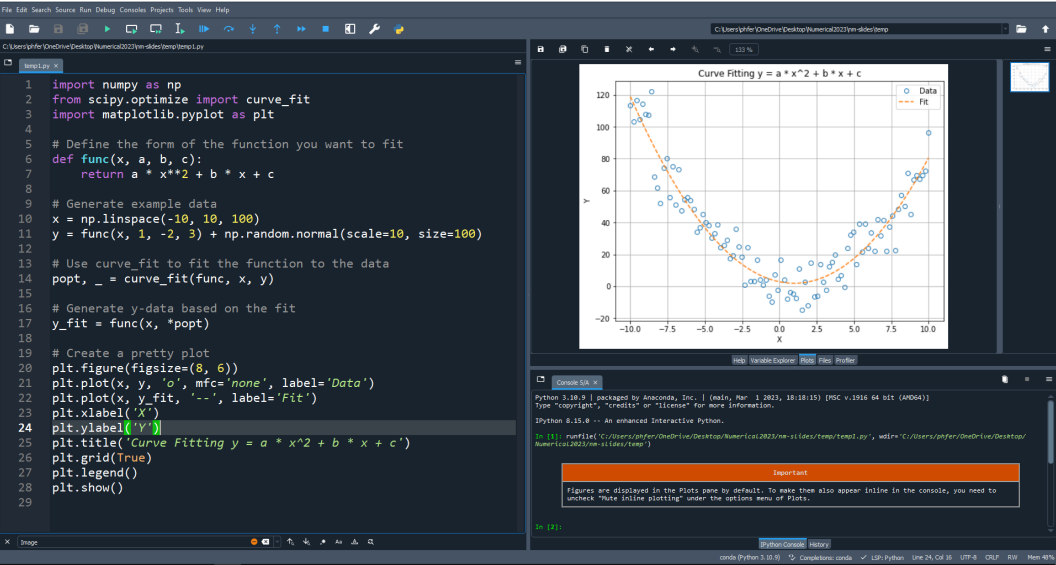 File Edit Search Source Run Debug Consoles Projects Tools View Help
C:\Users\phfer\OneDrive\Desktop\Numerical2023\nm-slides\temp
C:\Users\phfer\OneDrive\Desktop\Numerical2023\nm-slides\temp\temp1.py
temp1.py
1 import numpy as np
2 from scipy.optimize import curve_fit
3 import matplotlib.pyplot as plt
4
5 # Define the form of the function you want to fit
6 def func(x, a, b, c):
7     return a * x**2 + b * x + c
8
9 # Generate example data
10 x = np.linspace(-10, 10, 100)
11 y = func(x, 1, -2, 3) + np.random.normal(scale=10, size=100)
12
13 # Use curve_fit to fit the function to the data
14 popt, _ = curve_fit(func, x, y)
15
16 # Generate y-data based on the fit
17 y_fit = func(x, *popt)
18
19 # Create a pretty plot
20 plt.figure(figsize=(8, 6))
21 plt.plot(x, y, 'o', mfc='none', label='Data')
22 plt.plot(x, y_fit, '--', label='Fit')
23 plt.xlabel('X')
24 plt.ylabel('Y')
25 plt.title('Curve Fitting y = a * x^2 + b * x + c')
26 plt.grid(True)
27 plt.legend()
28 plt.show()
29
Image
Aa
133 %
Curve Fitting y = a * x^2 + b * x + c
Data
Fit
120
100
80
60
40
20
0
−20
Y
−10.0 −7.5 −5.0 −2.5 0.0 2.5 5.0 7.5 10.0
X
Help Variable Explorer Plots Files Profiler
Console 5/A
Python 3.10.9 | packaged by Anaconda, Inc. | (main, Mar  1 2023, 18:18:15) [MSC v.1916 64 bit (AMD64)]
Type "copyright", "credits" or "license" for more information.
IPython 8.15.0 -- An enhanced Interactive Python.
In [1]: runfile('C:/Users/phfer/OneDrive/Desktop/Numerical2023/nm-slides/temp/temp1.py', wdir='C:/Users/phfer/OneDrive/Desktop/
Numerical2023/nm-slides/temp')
Important
Figures are displayed in the Plots pane by default. To make them also appear inline in the console, you need to
uncheck "Mute inline plotting" under the options menu of Plots.
In [2]:
IPython Console History
conda (Python 3.10.9) Completions: conda LSP: Python Line 24, Col 16 UTF-8 CRLF RW Mem 48%